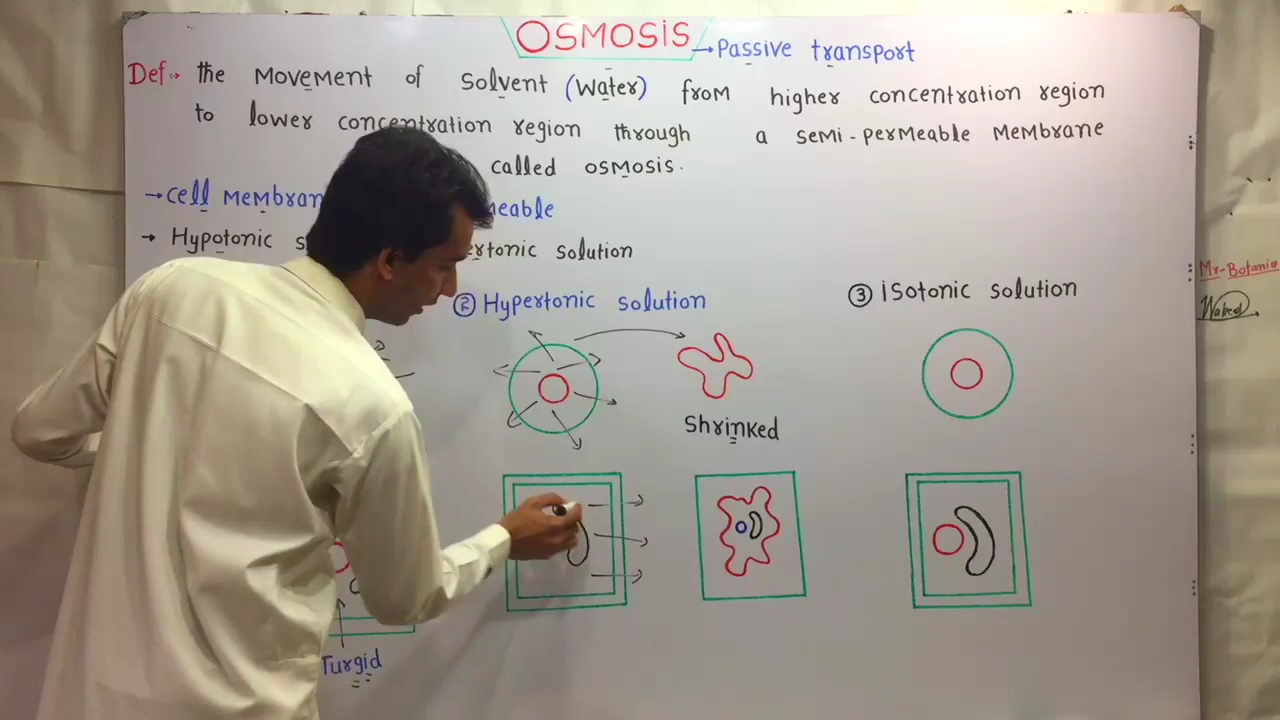 OSMOSIS
→Passive transport
Def:- the Movement of Solvent (Water) from higher concentration region
to lower concentration region through a semi-permeable Membrane
called osmosis.
→Cell Membran meable
→ Hypotonic s ertonic solution
② Hypertonic solution
③ isotonic solution
Shrinked
Turgid
Mr-Botanic
Waked